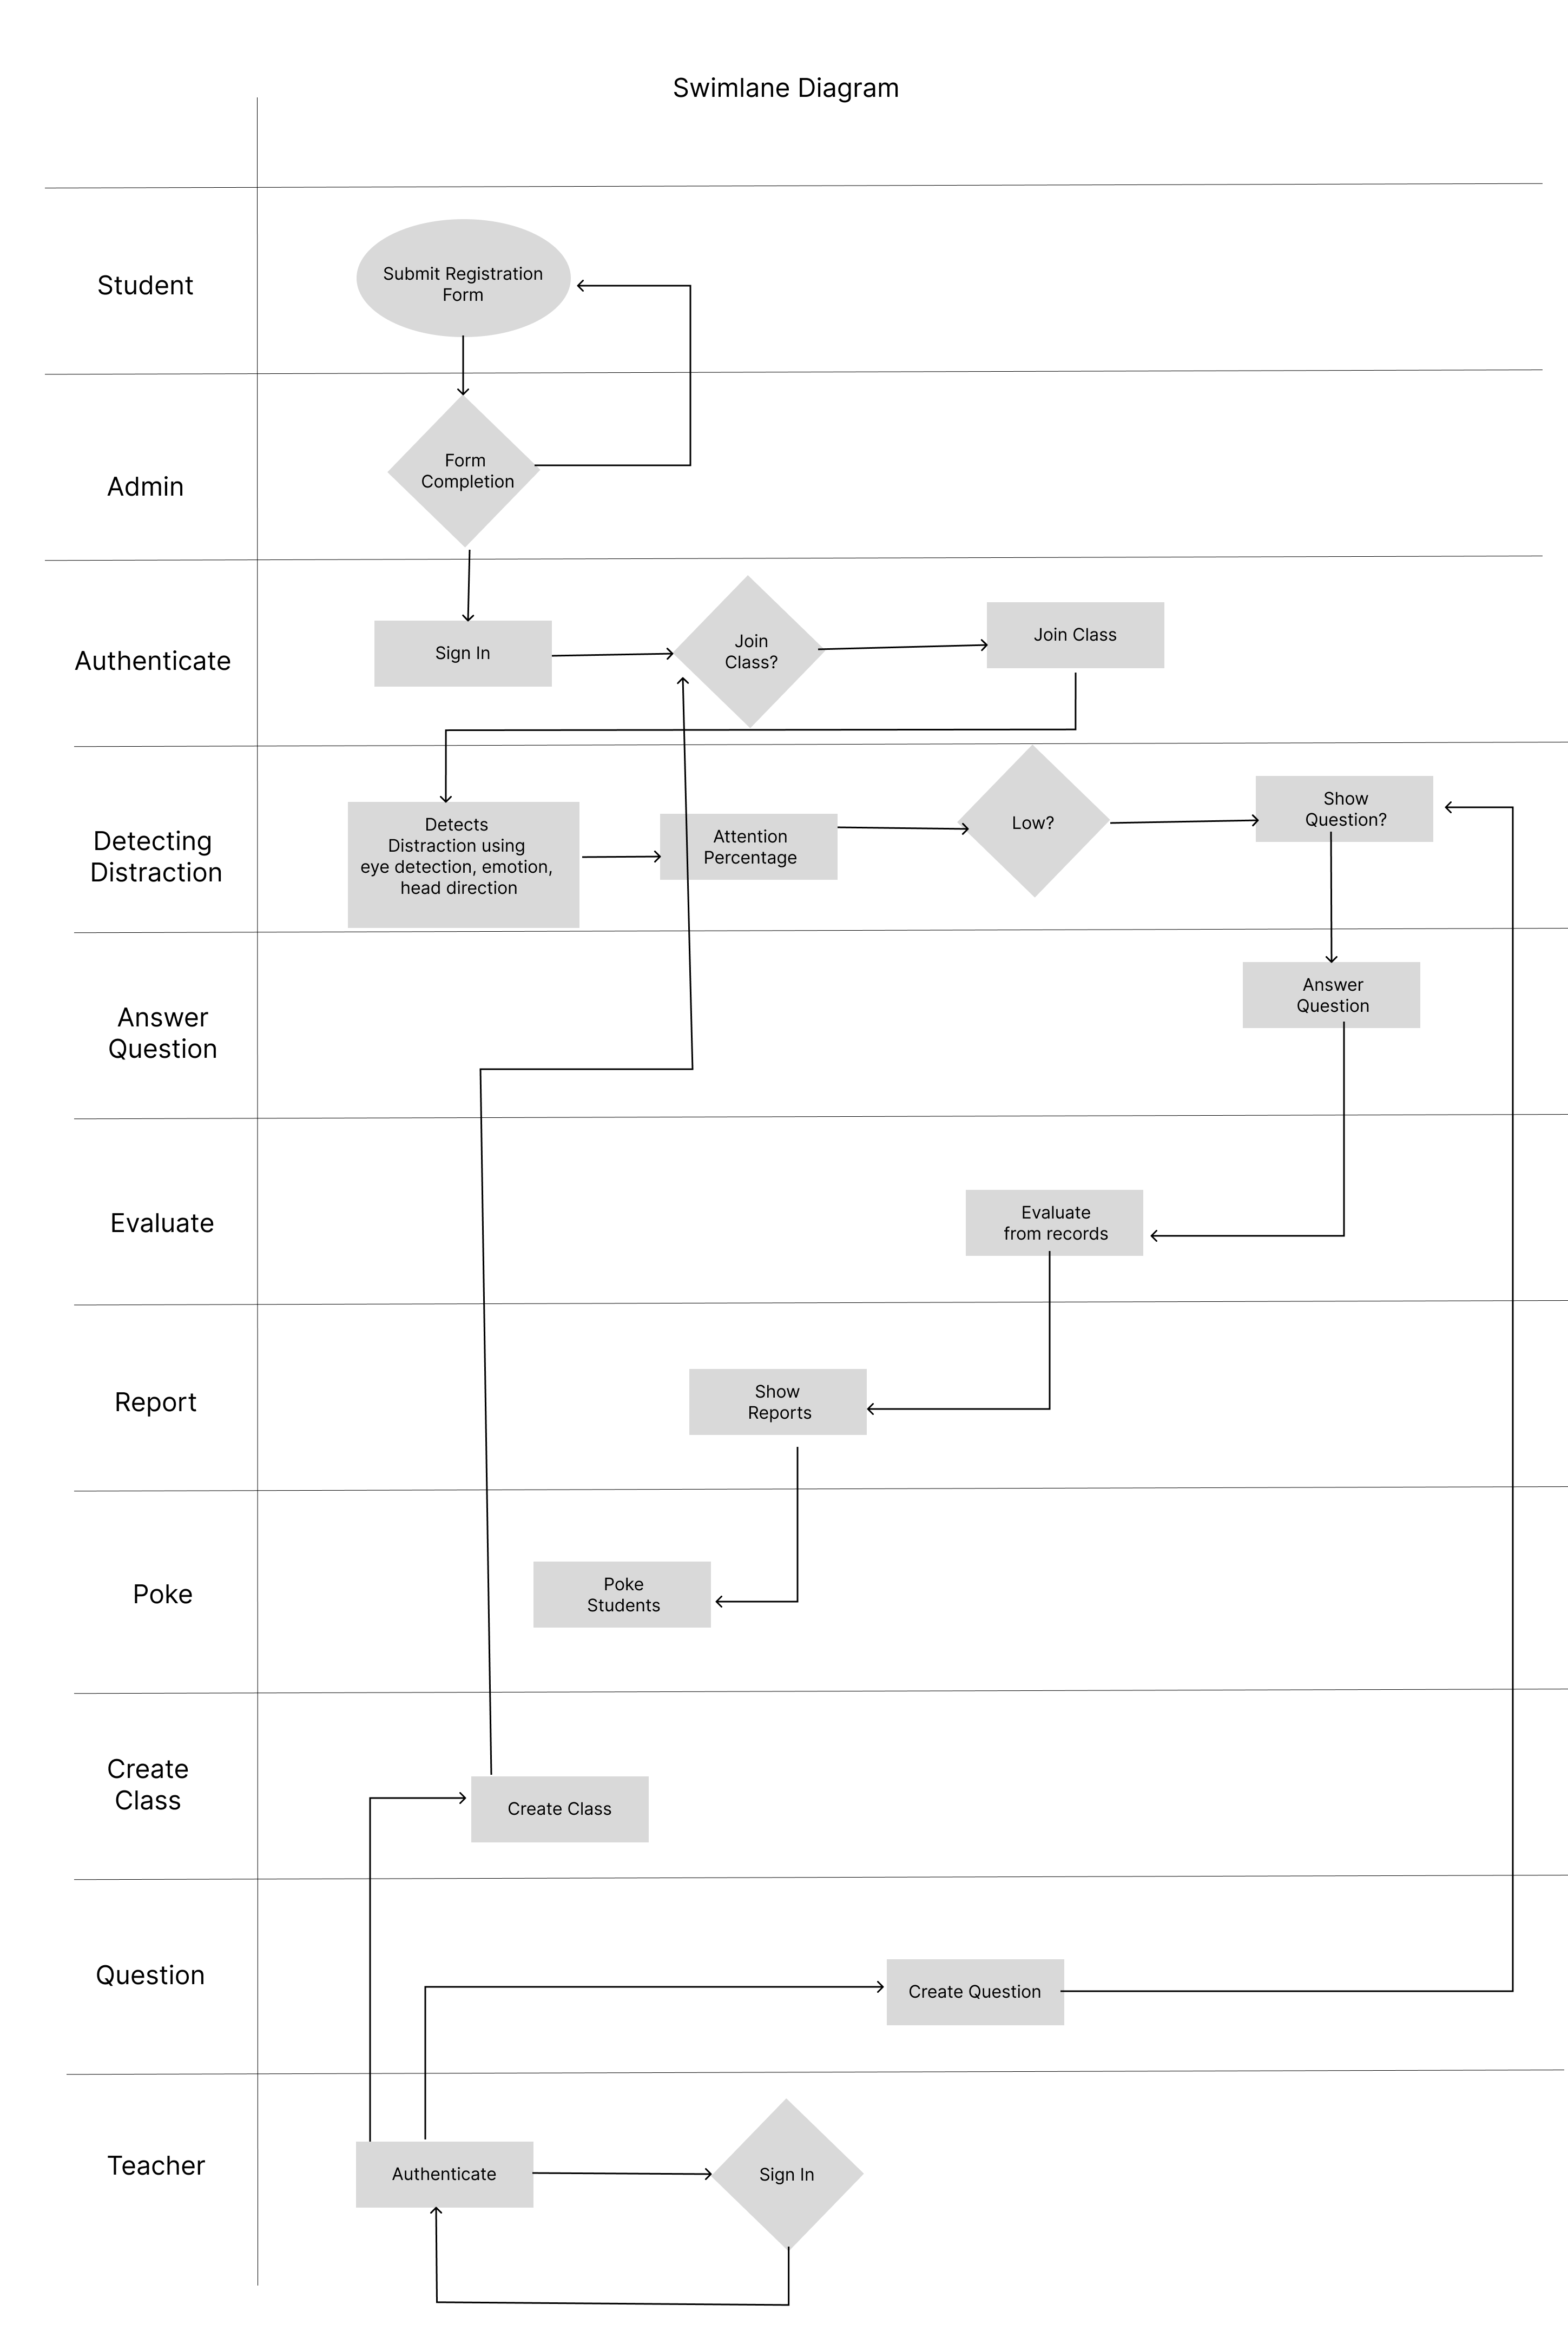 Swimlane Diagram
Student
Submit Registration
Form
Admin
Form
Completion
Authenticate
Sign In
Join
Class?
Join Class
Detecting
Distraction
Detects
Distraction using
eye detection, emotion,
head direction
Attention
Percentage
Low?
Show
Question?
Answer
Question
Answer
Question
Evaluate
Evaluate
from records
Report
Show
Reports
Poke
Poke
Students
Create
Class
Create Class
Question
Create Question
Teacher
Authenticate
Sign In